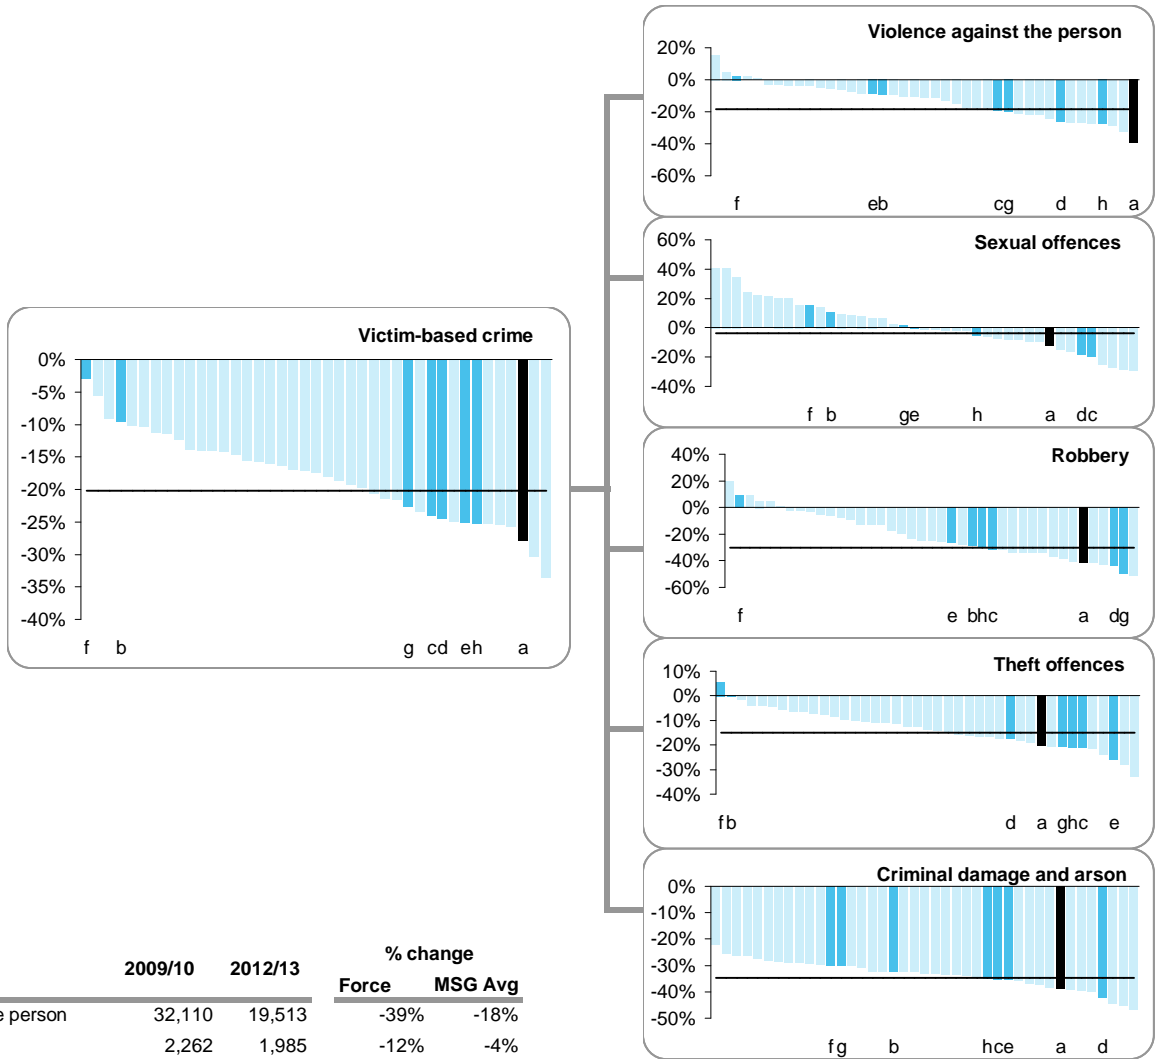 Violence against the person
20%
0%
-20%
-40%
-60%
f eb cg d h a
Sexual offences
60%
40%
20%
0%
-20%
-40%
f b ge h a dc
Victim-based crime
0%
-5%
-10%
-15%
-20%
-25%
-30%
-35%
-40%
f b g cd eh a
Robbery
40%
20%
0%
-20%
-40%
-60%
f e bhc a dg
Theft offences
10%
0%
-10%
-20%
-30%
-40%
fb d a ghc e
Criminal damage and arson
0%
-10%
-20%
-30%
-40%
-50%
fg b hce a d
% change
2009/10 2012/13 Force MSG Avg
e person 32,110 19,513 -39% -18%
2,262 1,985 -12% -4%